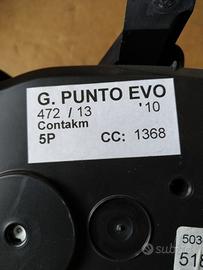 G. PUNTO EVO
472 / 13 '10
Contakm
5P CC: 1368
503
518
subito